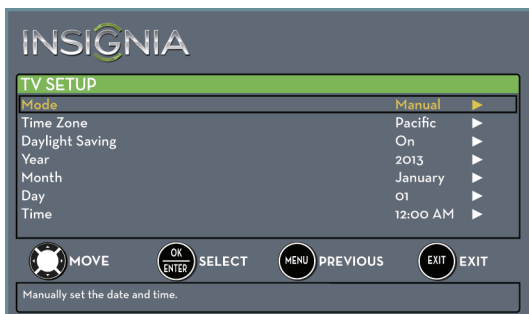 INSIGNIA
TV SETUP
Mode Manual ▶
Time Zone Pacific ▶
Daylight Saving On ▶
Year 2013 ▶
Month January ▶
Day 01 ▶
Time 12:00 AM ▶
MOVE OK ENTER SELECT MENU PREVIOUS EXIT EXIT
Manually set the date and time.